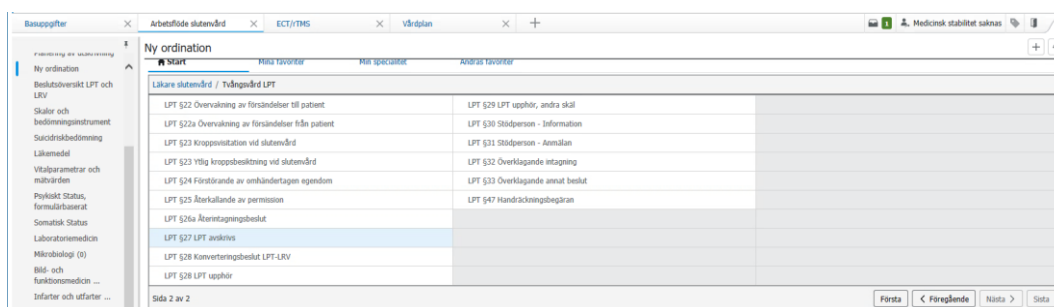 Basuppgifter
Arbetsflöde slutenvård
ECT/rTMS
Vårdplan
1
Medicinsk stabilitet saknas
Planering av utskrivning
Ny ordination
Beslutsöversikt LPT och
LRV
Skalor och
bedömningsinstrument
Suicidriskbedömning
Läkemedel
Vitalparametrar och
mätvärden
Psykiskt Status,
formulärbaserat
Somatisk Status
Laboratoriemedicin
Mikrobiologi (0)
Bild- och
funktionsmedicin ...
Infarter och utfarter ...
Ny ordination
Start
Mina favoriter
Min specialitet
Andras favoriter
Läkare slutenvård / Tvångsvård LPT
LPT §22 Övervakning av försändelser till patient
LPT §22a Övervakning av försändelser från patient
LPT §23 Kroppsvisitation vid slutenvård
LPT §23 Ytlig kroppsbesiktning vid slutenvård
LPT §24 Förstörande av omhändertagen egendom
LPT §25 Återkallande av permission
LPT §26a Återintagningsbeslut
LPT §27 LPT avskrivs
LPT §28 Konverteringsbeslut LPT-LRV
LPT §28 LPT upphör
LPT §29 LPT upphör, andra skäl
LPT §30 Stödperson - Information
LPT §31 Stödperson - Anmälan
LPT §32 Överklagande intagning
LPT §33 Överklagande annat beslut
LPT §47 Handräckningsbegäran
Sida 2 av 2
Första
Föregående
Nästa
Sista